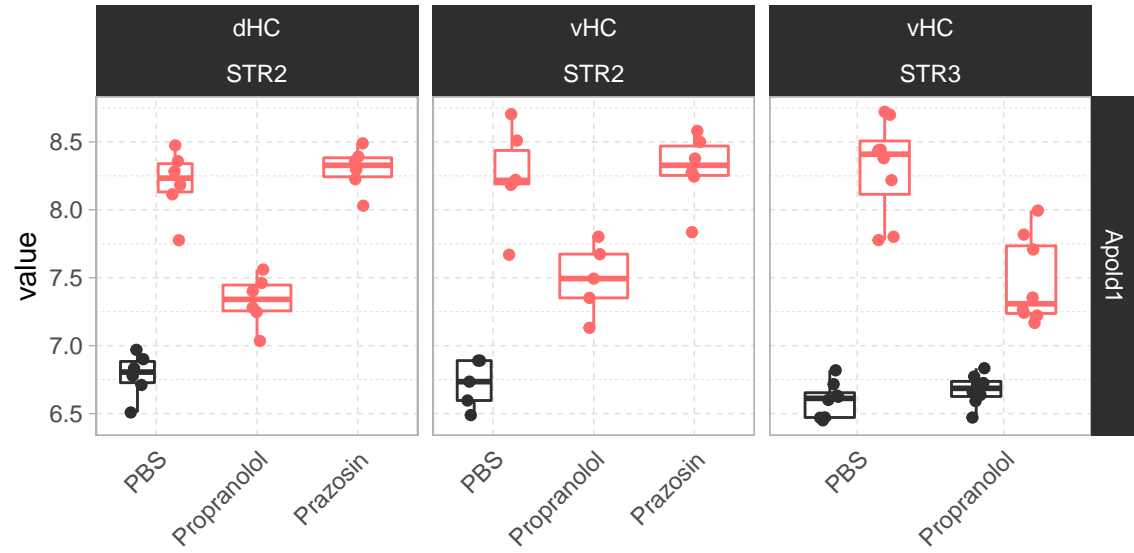 dHC
STR2
vHC
STR2
vHC
STR3
8.5
8.0
7.5
7.0
6.5
value
Apold1
PBS
Propranolol
Prazosin
PBS
Propranolol
Prazosin
PBS
Propranolol